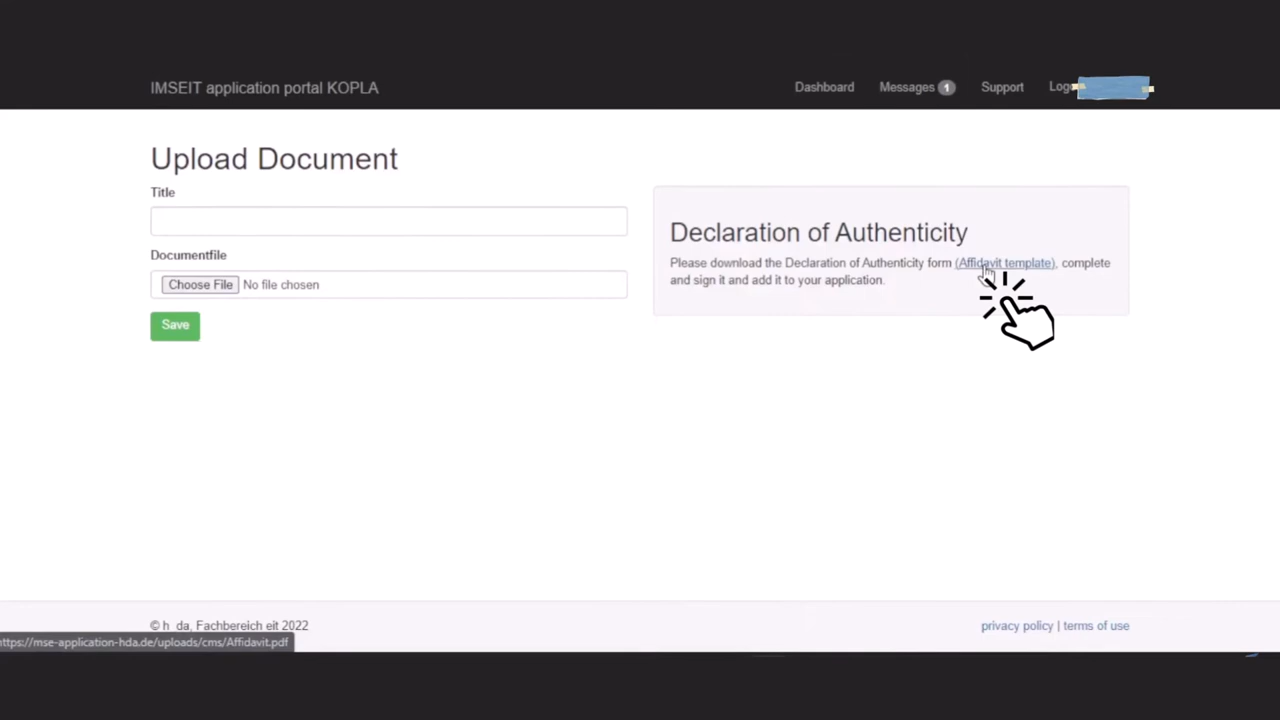 IMSEIT application portal KOPLA
Dashboard Messages 1 Support
Upload Document
Title
Documentfile
Choose File No file chosen
Save
Declaration of Authenticity
Please download the Declaration of Authenticity form (Affidavit template), complete
and sign it and add it to your application.
© h_da, Fachbereich eit 2022
privacy policy | terms of use
https://mse-application-hda.de/uploads/cms/Affidavit.pdf